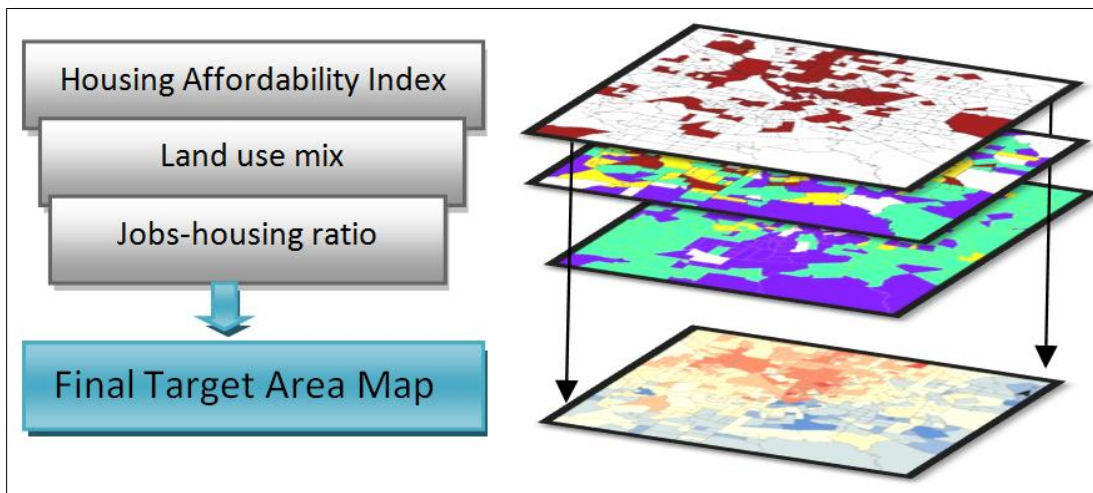 Housing Affordability Index
Land use mix
Jobs-housing ratio
Final Target Area Map